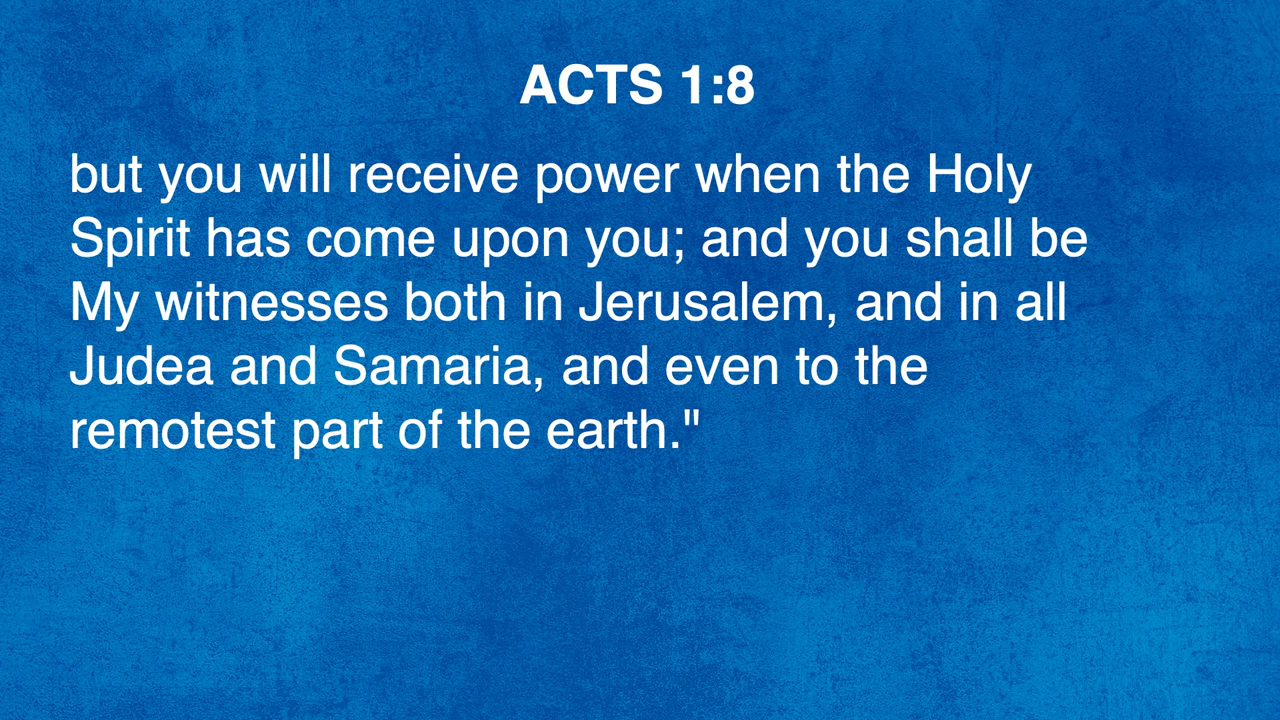 ACTS 1:8
but you will receive power when the Holy
Spirit has come upon you; and you shall be
My witnesses both in Jerusalem, and in all
Judea and Samaria, and even to the
remotest part of the earth."